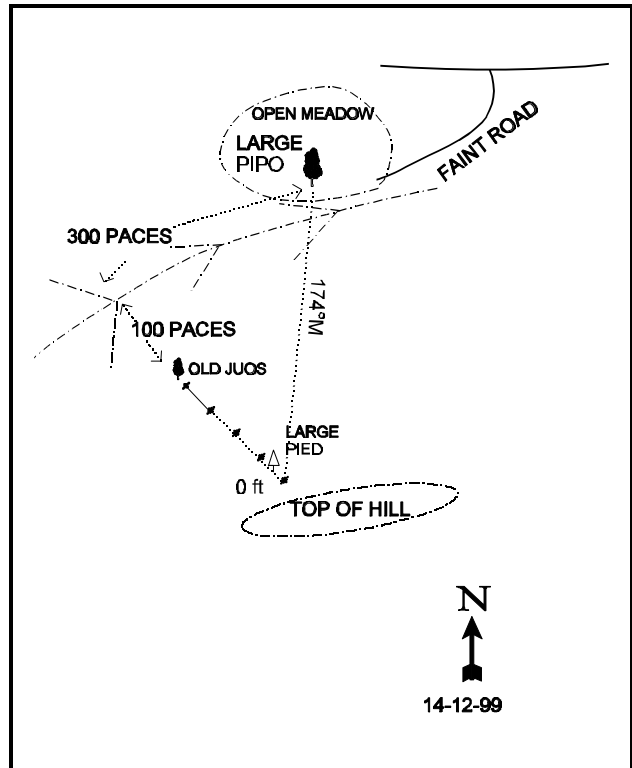 OPEN MEADOW
LARGE
PIPO
FAINT ROAD
300 PACES
174°M
100 PACES
OLD JUOS
LARGE
PIED
0 ft
TOP OF HILL
N
14-12-99